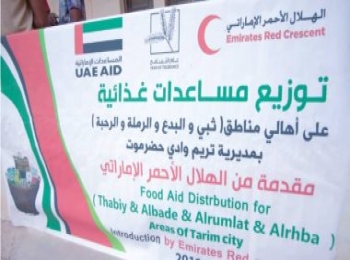 المساعدات الإماراتية
UAE AID
الهلال الأحمر الإماراتي
Emirates Red Crescent
توزيع مساعدات غذائية
على أهالي مناطق( ثبي و البدع و الرملة و الرحبة )
بمديرية تريم وادي حضرموت
مقدمة من الهلال الأحمر الإماراتي
Food Aid Distrbution for
( Thabiy & Albade & Alrumlat & Alrhba )
Areas of Tarim city
Introduction by Emirates Red